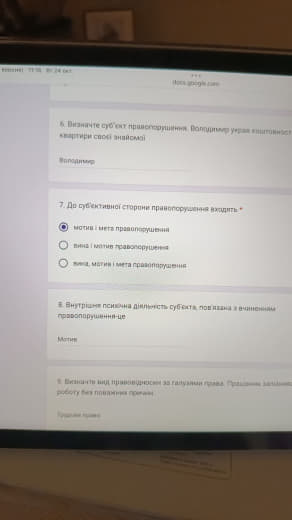 11:16 Вт 24 окт.
docs.google.com
6. Визначте суб'єкт правопорушення. Володимир украв коштовності
квартири своєї знайомої
Володимир
7. До суб'єктивної сторони правопорушення входять *
мотив і мета правопорушення
вина і мотив правопорушення
вина, мотив і мета правопорушення
8. Внутрішня психічна діяльність суб'єкта, пов'язана з вчиненням
правопорушення-це
Мотив
9. Визначте вид правовідносин за галузями права. Працівник залишив
роботу без поважних причин.
Трудове право